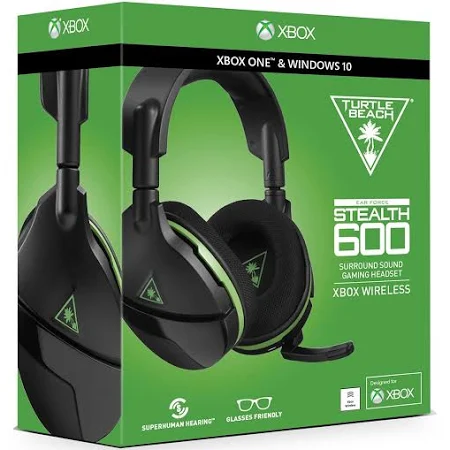 XBOX
XBOX
XBOX ONE™ & WINDOWS 10
TURTLE
BEACH
EAR FORCE
STEALTH
600
SURROUND SOUND
GAMING HEADSET
XBOX WIRELESS
SUPERHUMAN HEARING™
GLASSES FRIENDLY
Designed for
XBOX